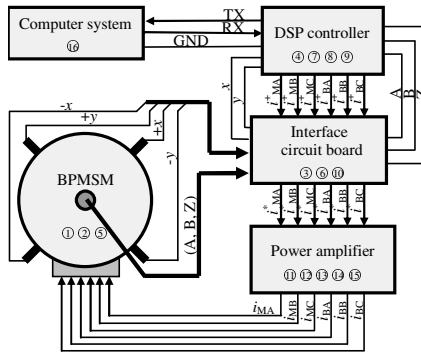 Computer system
⑯
TX
RX
GND
DSP controller
④ ⑦ ⑧ ⑨
x
y
A
B
Z
i⁺MA
i⁺MB
i⁺MC
i⁺BA
i⁺BB
i⁺BC
-x
+y
+x
-y
Interface
circuit board
③ ⑥ ⑩
BPMSM
① ② ⑤
(A, B, Z)
i*MA
i*MB
i*MC
i*BA
i*BB
i*BC
Power amplifier
⑪ ⑫ ⑬ ⑭ ⑮
iMA
iMB
iMC
iBA
iBB
iBC